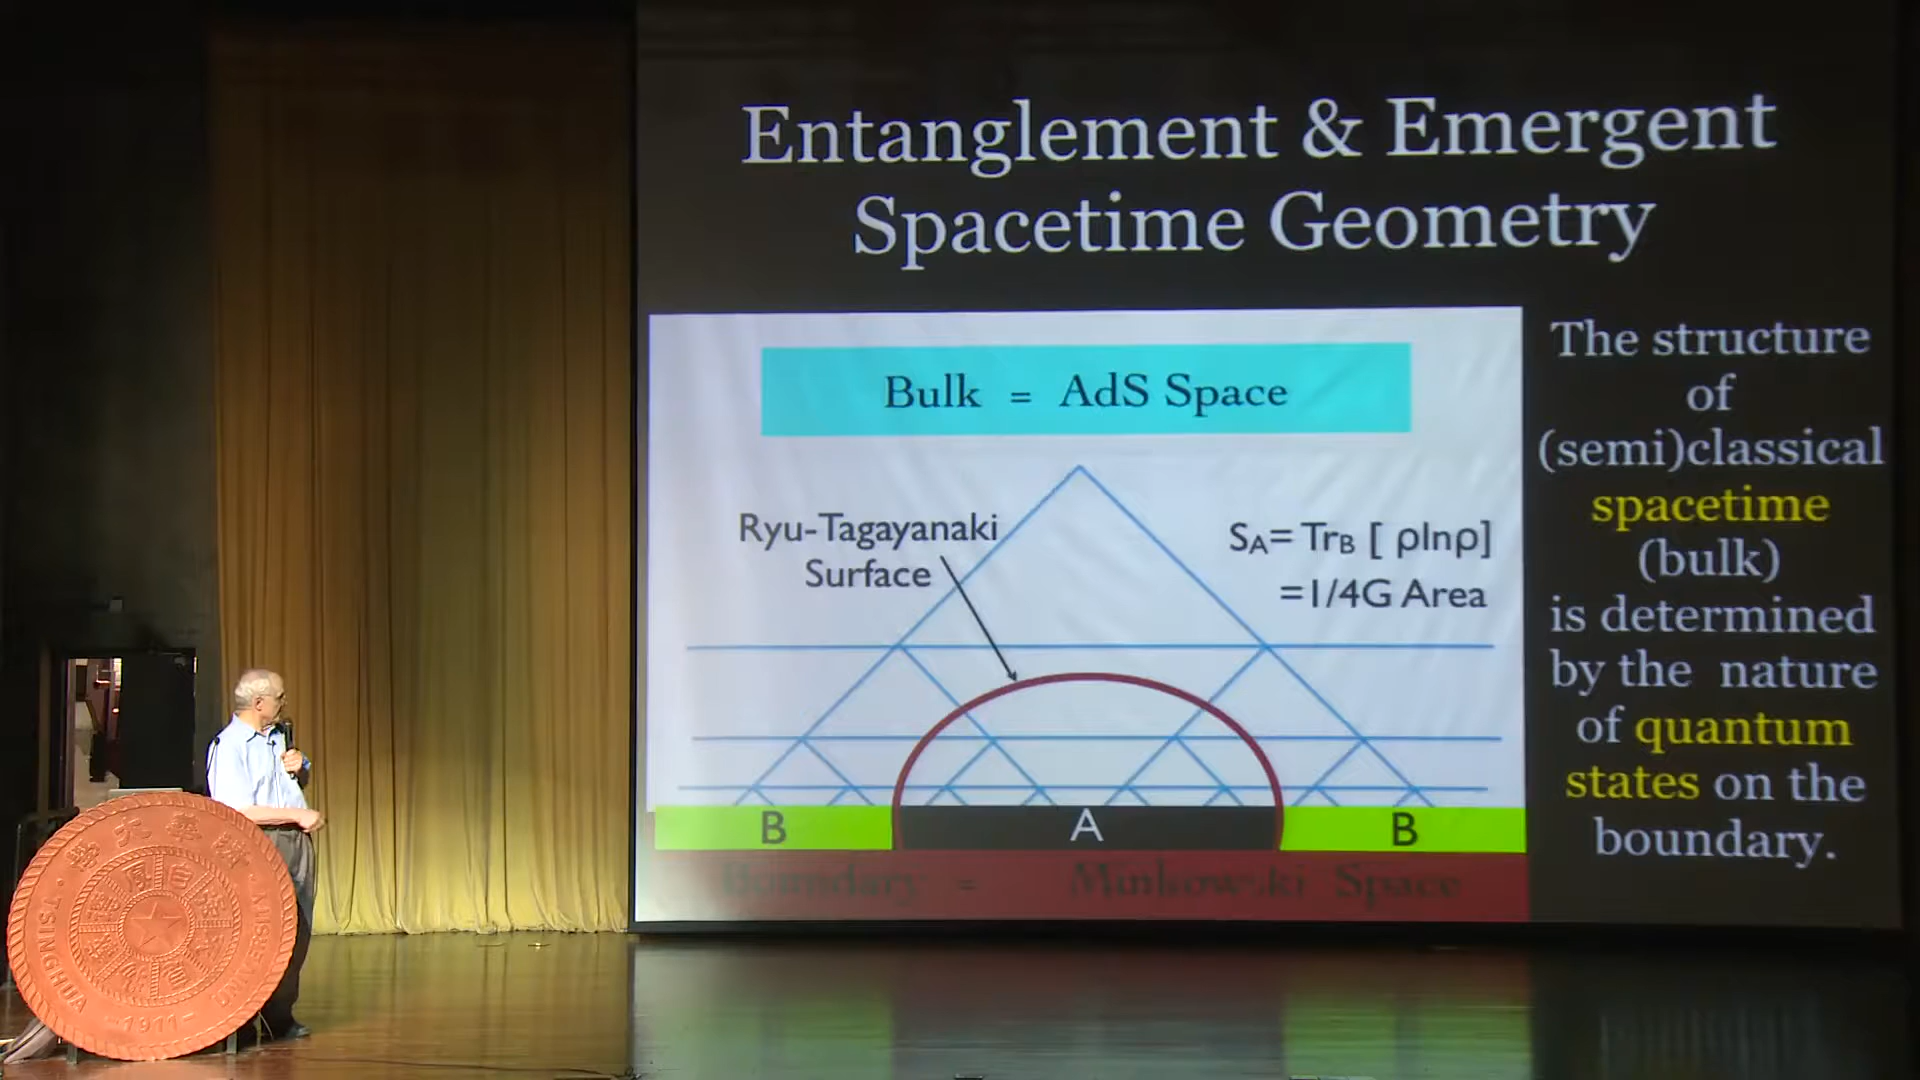 Entanglement & Emergent
Spacetime Geometry
Bulk = AdS Space
Ryu-Tagayanaki
Surface
SA= TrB [ ρlnρ]
=1/4G Area
B
A
B
Boundary = Minkowski Space
The structure
of
(semi)classical
spacetime
(bulk)
is determined
by the nature
of quantum
states on the
boundary.
TSINGHUA
UNIVERSITY
-1911-